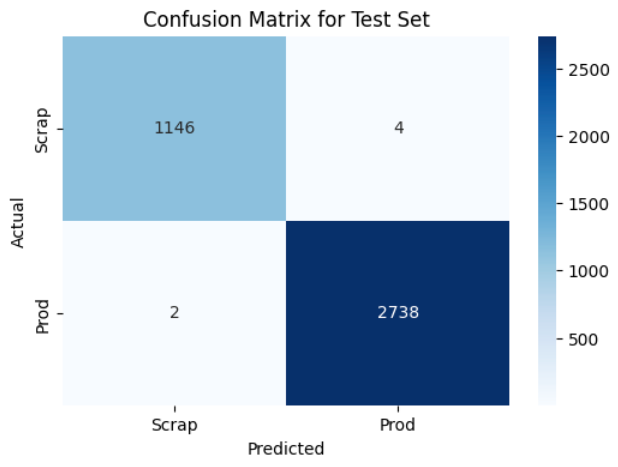 Confusion Matrix for Test Set
Actual
Scrap
Prod
1146
4
2
2738
Scrap
Prod
Predicted
2500
2000
1500
1000
500